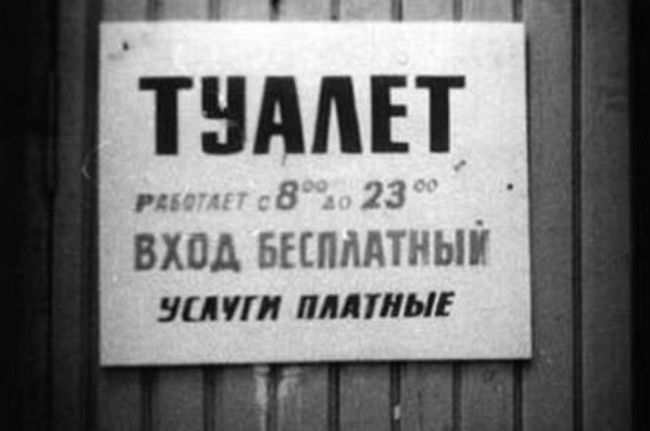 ТУАЛЕТ
РАБОТАЕТ С 8⁰⁰ ДО 23⁰⁰
ВХОД БЕСПЛАТНЫЙ
УСЛУГИ ПЛАТНЫЕ